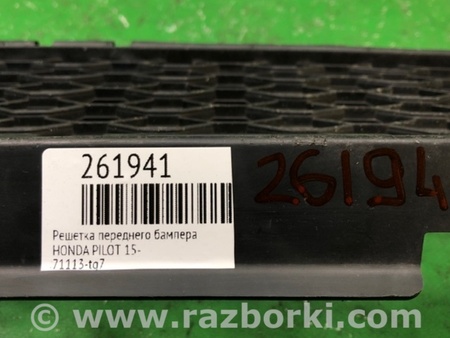 261941
26194
Решетка переднего бампера
HONDA PILOT 15-
71113-tg7
www.razborki.com